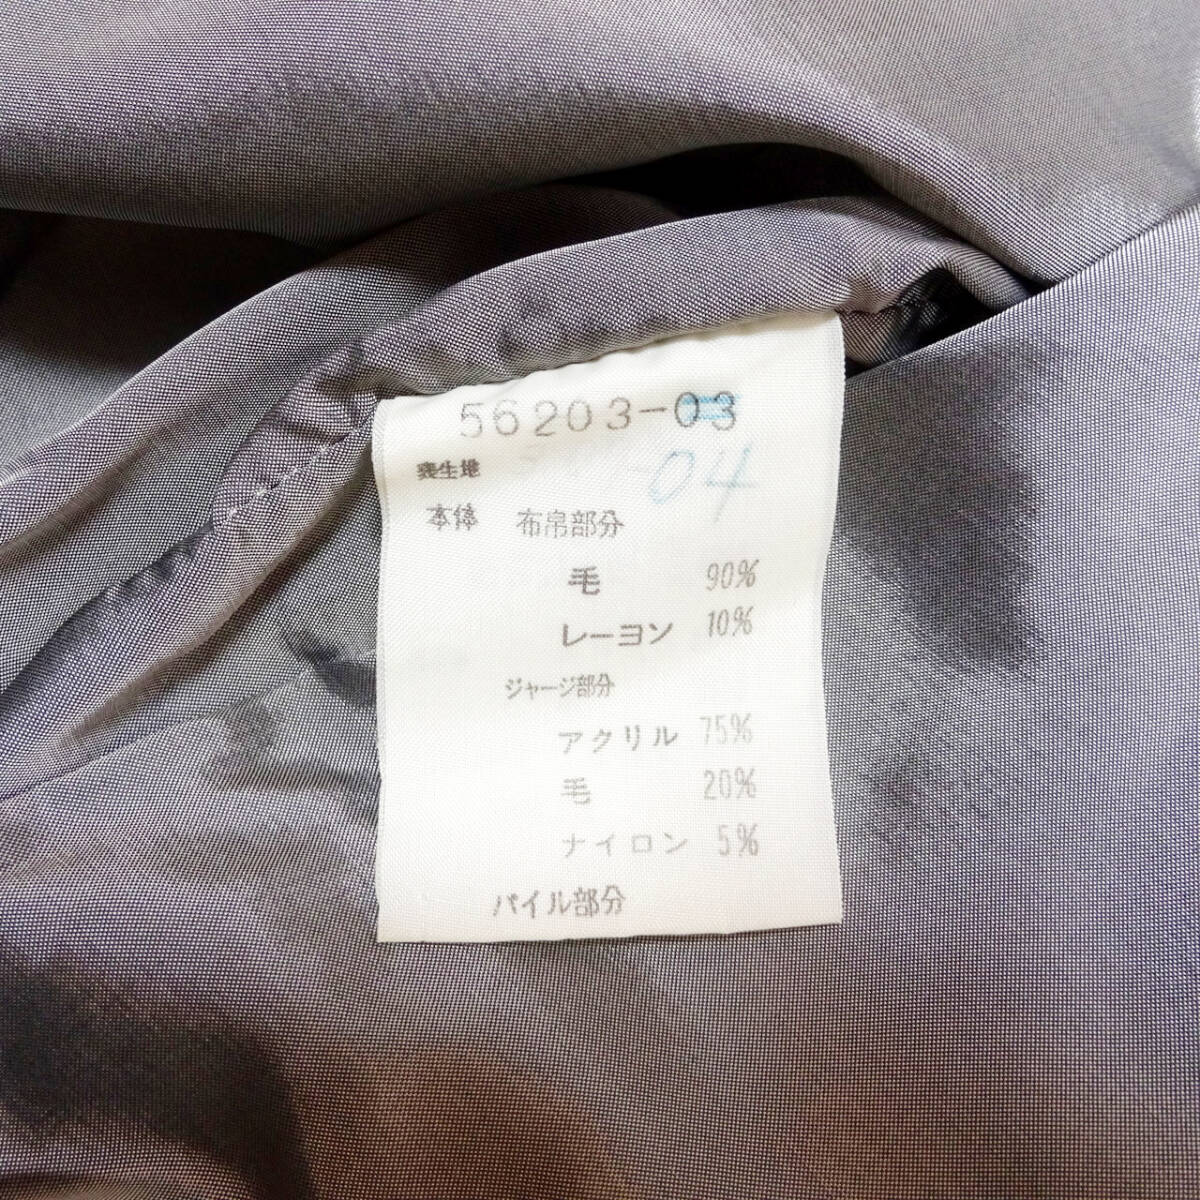 56203-03
表生地 -04
本体 布帛部分
毛 90%
レーヨン 10%
ジャージ部分
アクリル 75%
毛 20%
ナイロン 5%
パイル部分